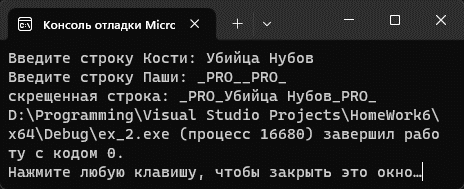 Консоль отладки Micrc
Введите строку Кости: Убийца Нубов
Введите строку Паши: _PRO__PRO_
скрещенная строка: _PRO_Убийца Нубов_PRO_
D:\Programming\Visual Studio Projects\HomeWork6\
x64\Debug\ex_2.exe (процесс 16680) завершил рабо
ту с кодом 0.
Нажмите любую клавишу, чтобы закрыть это окно…